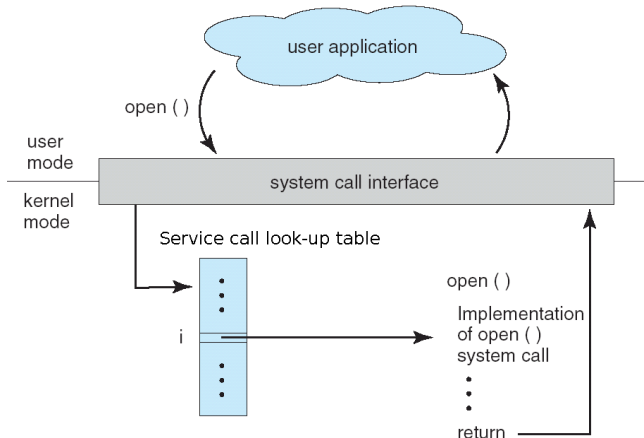 user application
open ( )
user
mode
system call interface
kernel
mode
Service call look-up table
i
open ( )
Implementation
of open ( )
system call
return